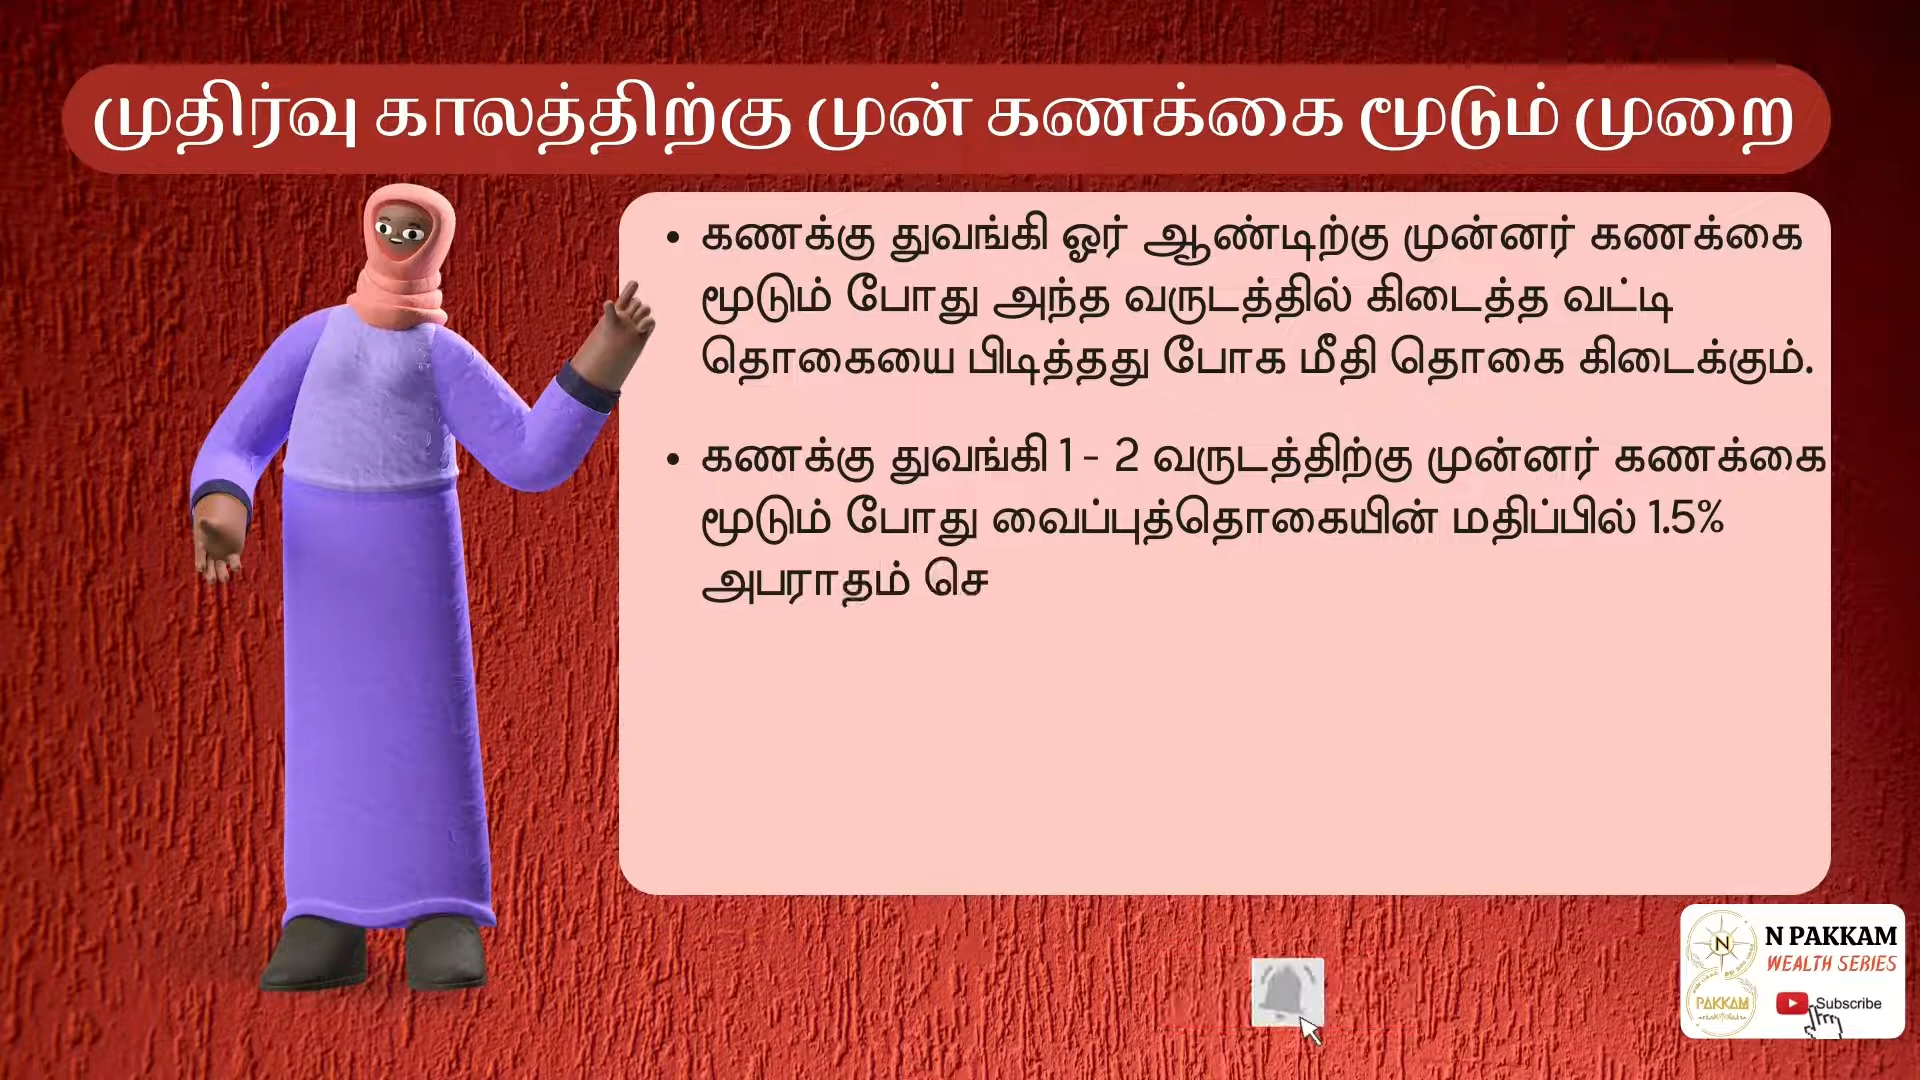 முதிர்வு காலத்திற்கு முன் கணக்கை மூடும் முறை
• கணக்கு துவங்கி ஓர் ஆண்டிற்கு முன்னர் கணக்கை
மூடும் போது அந்த வருடத்தில் கிடைத்த வட்டி
தொகையை பிடித்தது போக மீதி தொகை கிடைக்கும்.
• கணக்கு துவங்கி 1 - 2 வருடத்திற்கு முன்னர் கணக்கை
மூடும் போது வைப்புத்தொகையின் மதிப்பில் 1.5%
அபராதம் செ
N
N PAKKAM
WEALTH SERIES
PAKKAM
Subscribe